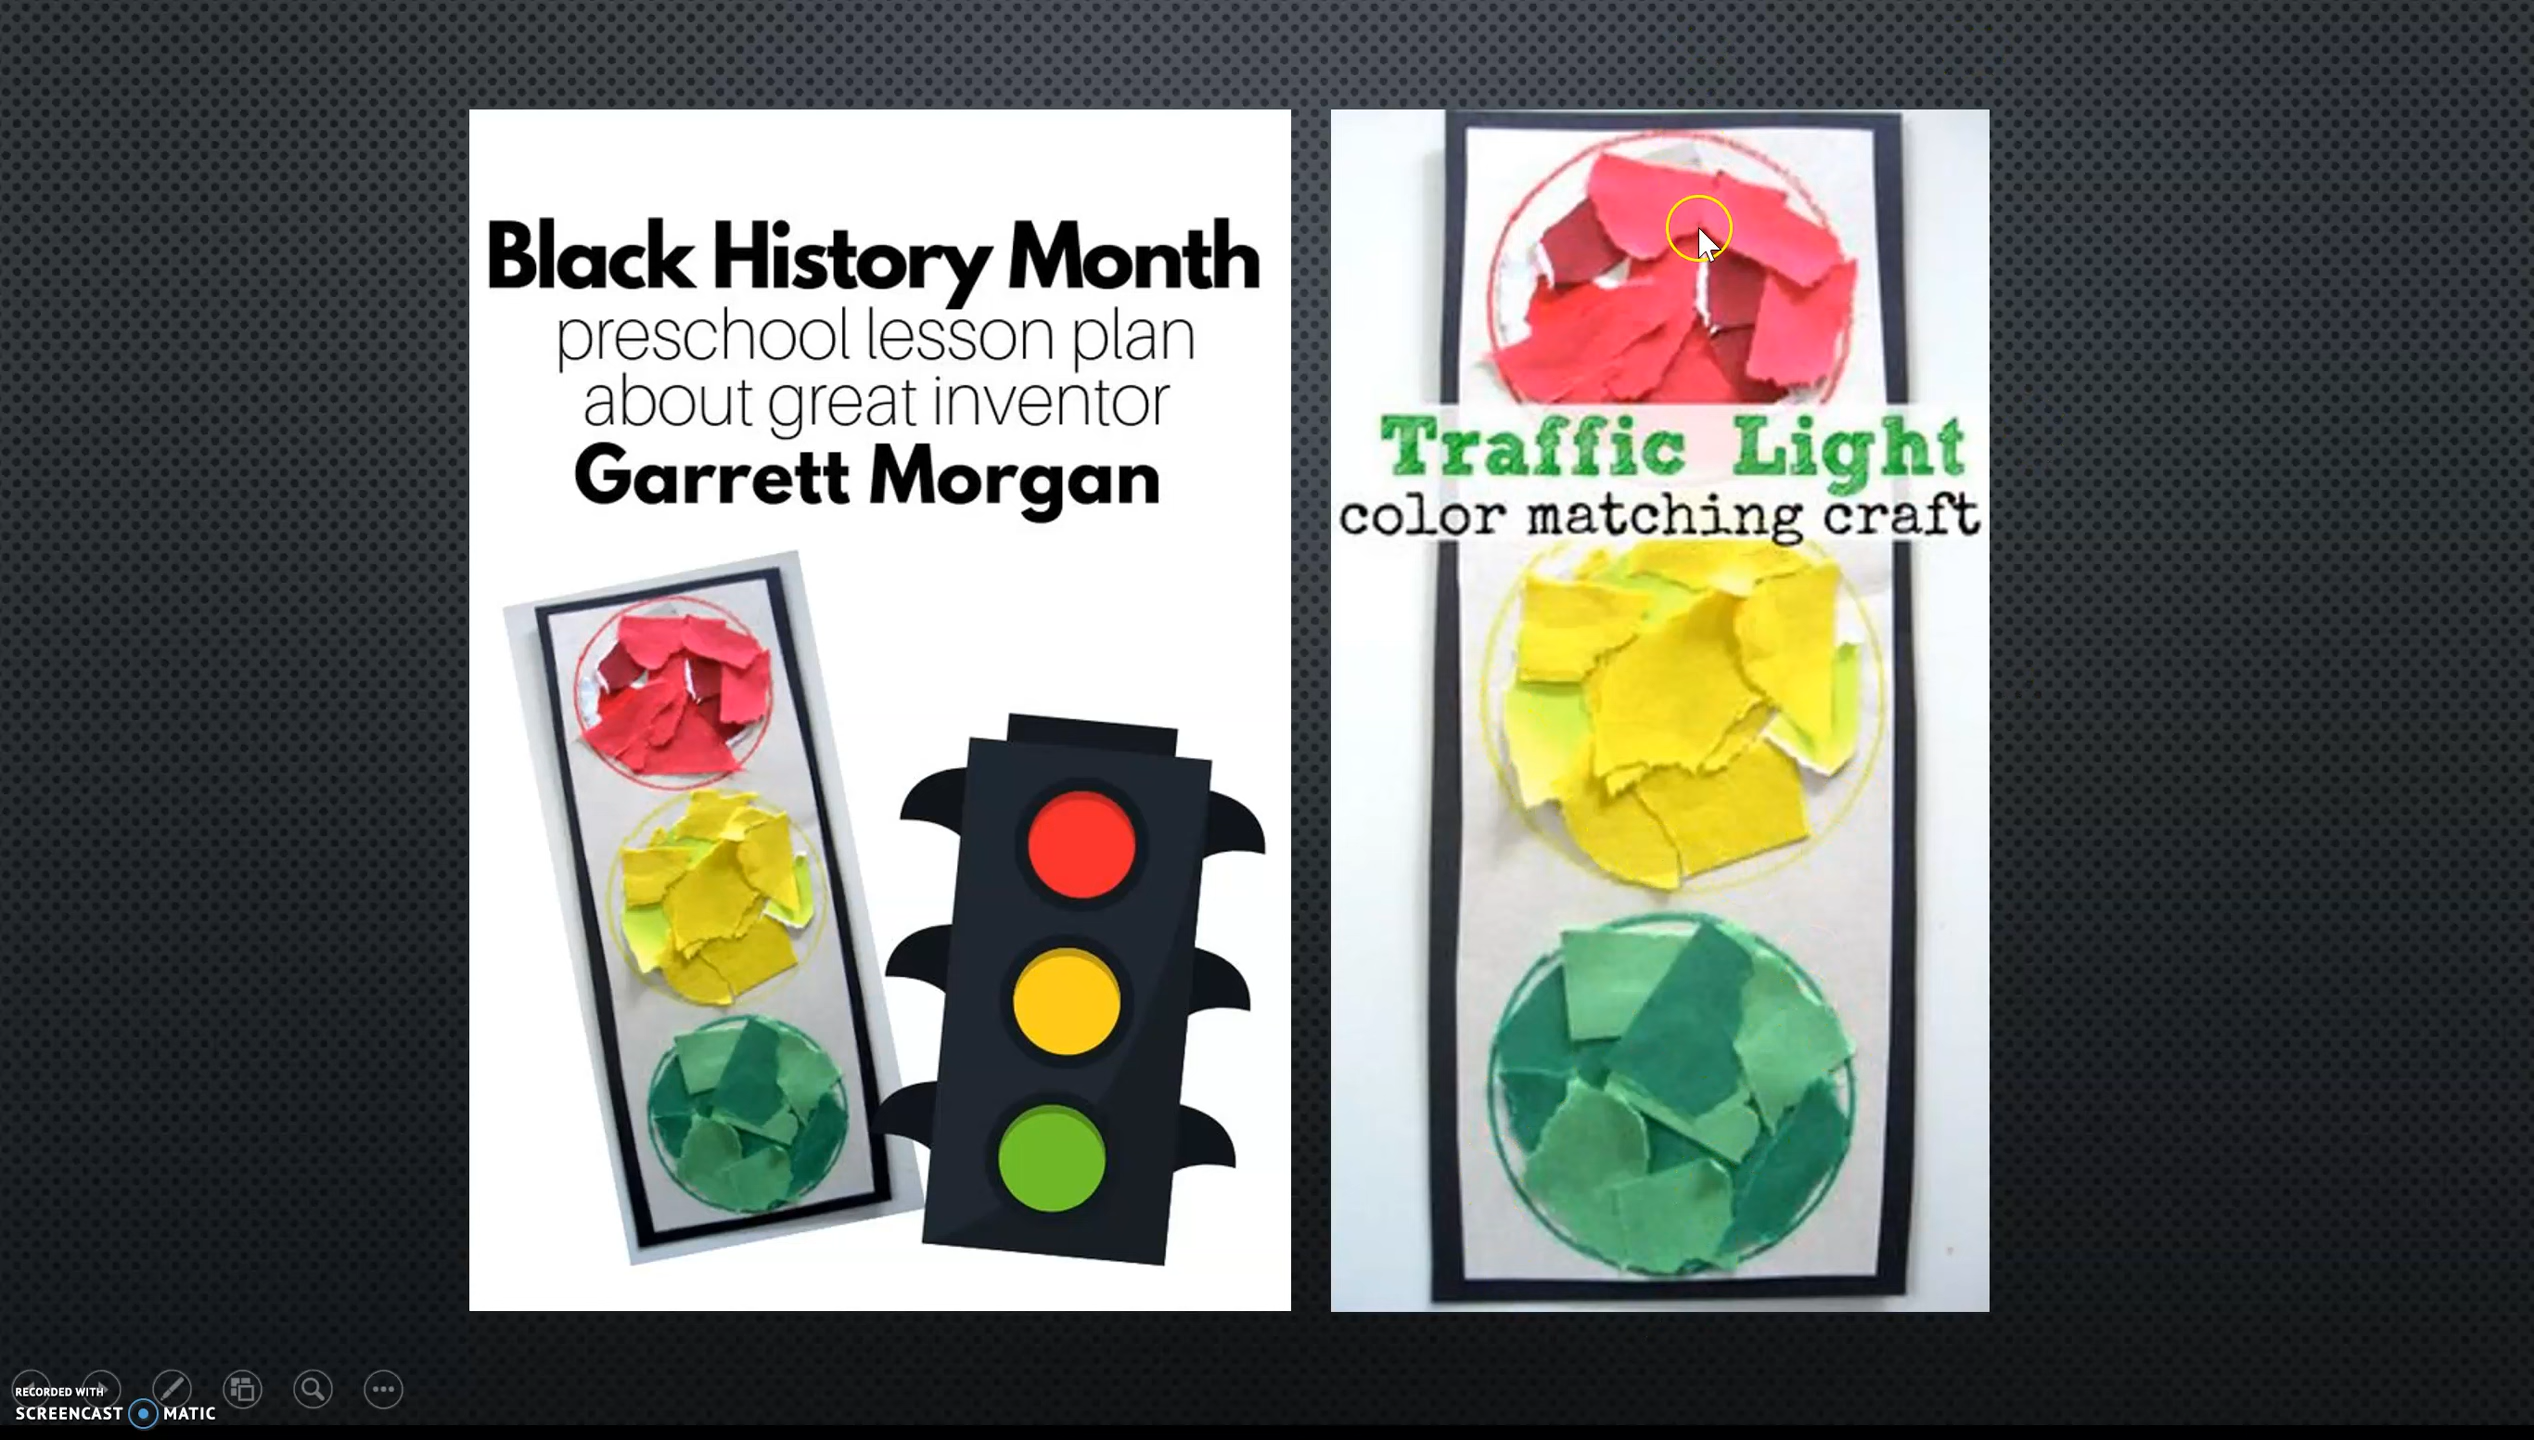 Black History Month
preschool lesson plan
about great inventor
Garrett Morgan
Traffic Light
color matching craft
RECORDED WITH
SCREENCAST MATIC